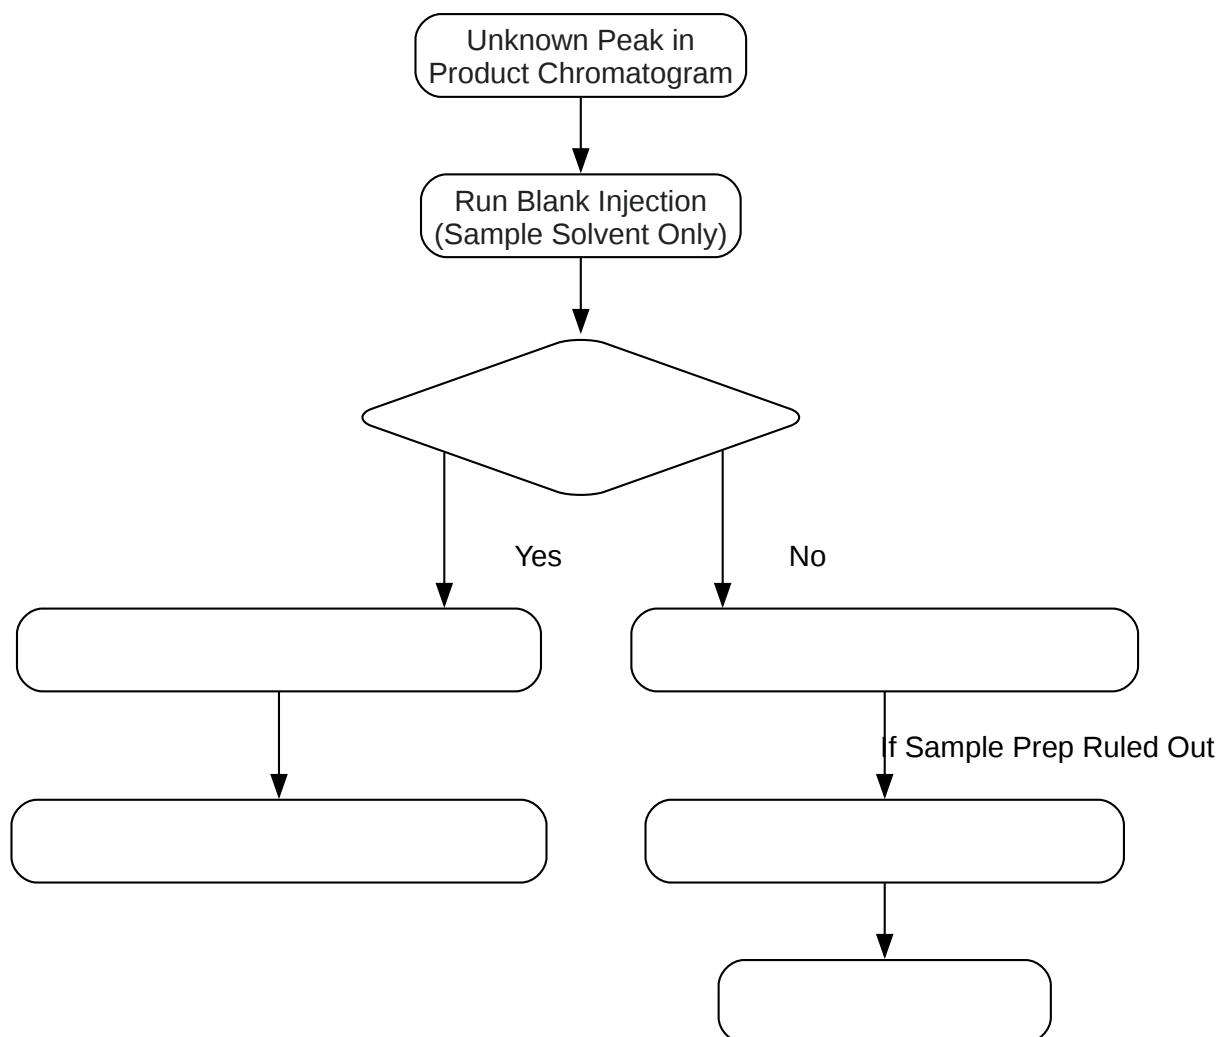 Unknown Peak in
Product Chromatogram
Run Blank Injection
(Sample Solvent Only)
Yes
No
If Sample Prep Ruled Out